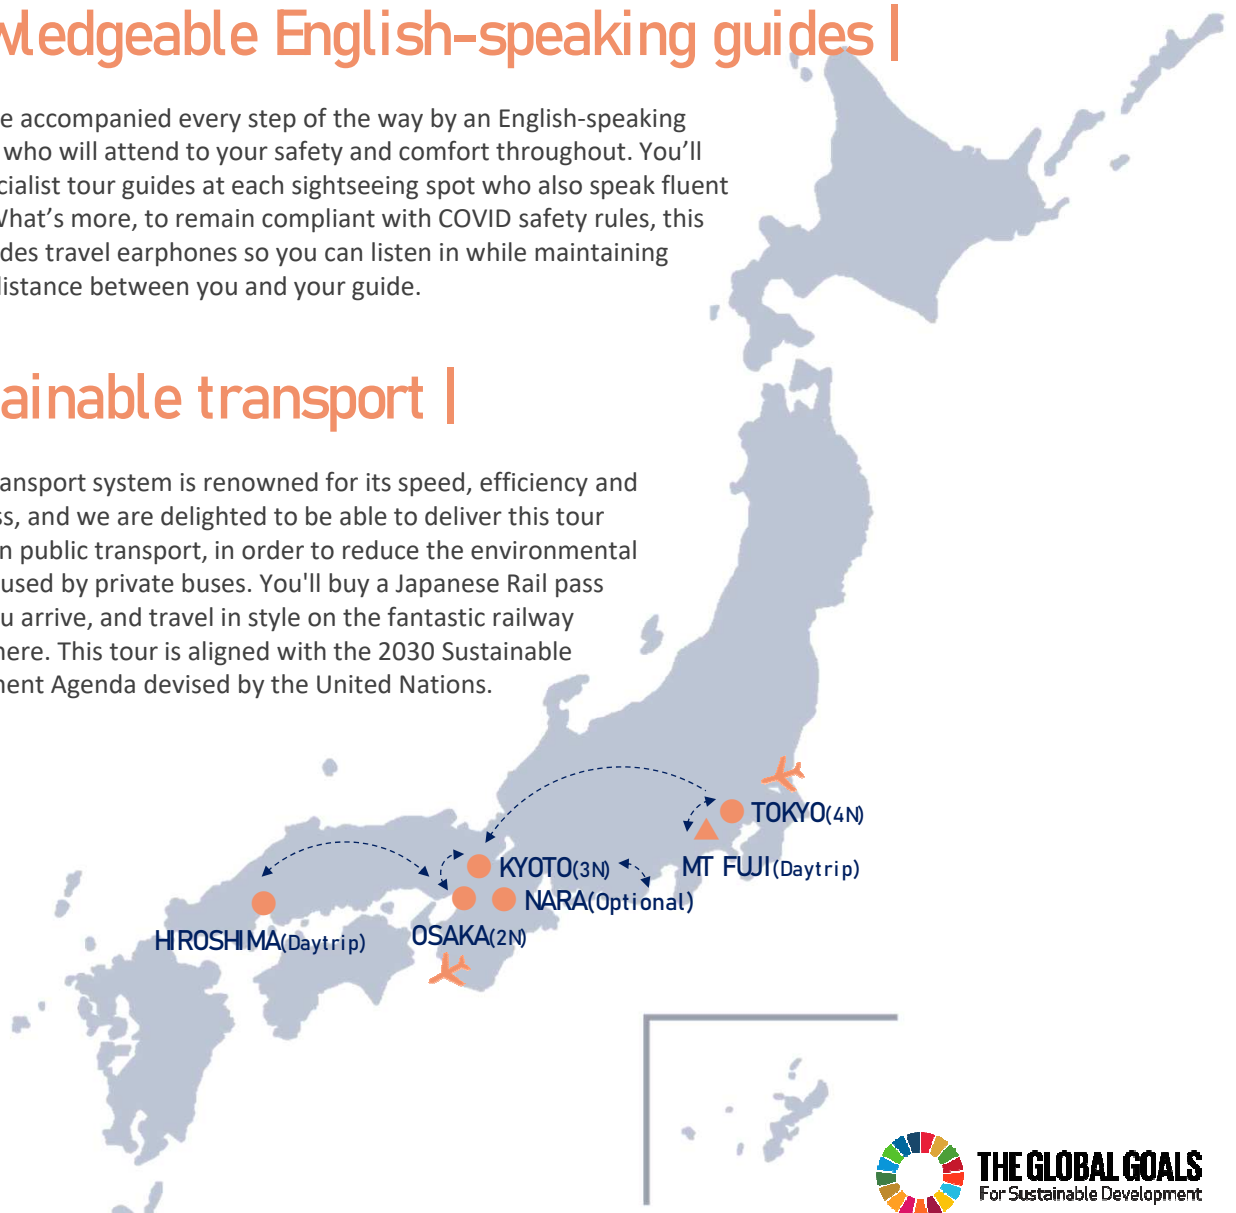 wledgeable English-speaking guides |
e accompanied every step of the way by an English-speaking
who will attend to your safety and comfort throughout. You'll
cialist tour guides at each sightseeing spot who also speak fluent
What's more, to remain compliant with COVID safety rules, this
des travel earphones so you can listen in while maintaining
distance between you and your guide.
ainable transport |
ansport system is renowned for its speed, efficiency and
ss, and we are delighted to be able to deliver this tour
n public transport, in order to reduce the environmental
used by private buses. You'll buy a Japanese Rail pass
u arrive, and travel in style on the fantastic railway
here. This tour is aligned with the 2030 Sustainable
ment Agenda devised by the United Nations.
TOKYO(4N)
MT FUJI(Daytrip)
KYOTO(3N)
NARA(Optional)
OSAKA(2N)
HIROSHIMA(Daytrip)
THE GLOBAL GOALS
For Sustainable Development